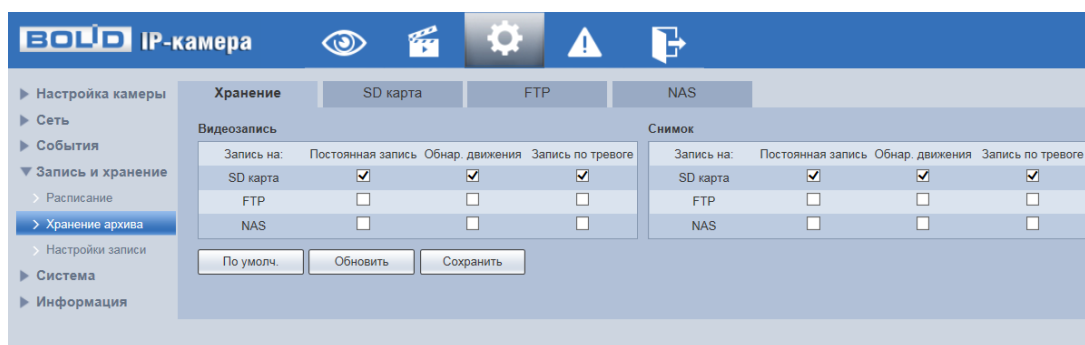 BOLID IP-камера
Настройка камеры
Сеть
События
Запись и хранение
Расписание
Хранение архива
Настройки записи
Система
Информация
Хранение SD карта FTP NAS
Видеозапись
Запись на: Постоянная запись Обнар. движения Запись по тревоге
SD карта
FTP
NAS
Снимок
Запись на: Постоянная запись Обнар. движения Запись по тревоге
SD карта
FTP
NAS
По умолч. Обновить Сохранить